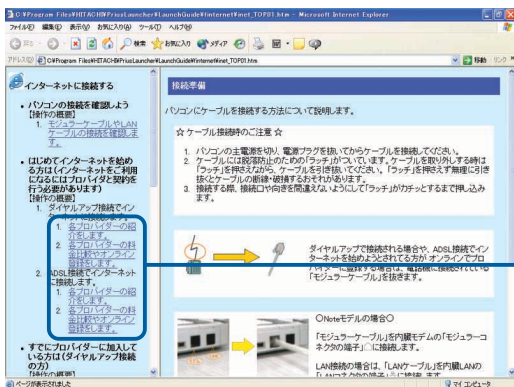 C:¥Program Files¥HITACHI¥PriusLauncher¥LaunchGuide¥Internet¥inet_TOP01.htm - Microsoft Internet Explorer
ファイル(F) 編集(E) 表示(V) お気に入り(A) ツール(T) ヘルプ(H)
戻る 検索 お気に入り メディア
アドレス(D) C:¥Program Files¥HITACHI¥PriusLauncher¥LaunchGuide¥Internet¥inet_TOP01.htm 移動 リンク
インターネットに接続する
• パソコンの接続を確認しよう
【操作の概要】
1. モジュラーケーブルやLAN
ケーブルの接続を確認しま
す。
• はじめてインターネットを始め
る方は(インターネットをご利用
になるにはプロバイダと契約を
行う必要があります)
【操作の概要】
1. ダイヤルアップ接続でイン
ターネットに接続します。
1. 各プロバイダーの紹
介をします。
2. 各プロバイダーの料
金比較やオンライン
登録をします。
2. ADSL接続でインターネット
に接続します。
1. 各プロバイダーの紹
介をします。
2. 各プロバイダーの料
金比較やオンライン
登録をします。
• すでにプロバイダーに加入して
いる方は(ダイヤルアップ接続
の方)
【操作の概要】
接続準備
パソコンにケーブルを接続する方法について説明します。
☆ ケーブル接続時のご注意 ☆
1. パソコンの主電源を切り、電源プラグを抜いてからケーブルを接続してください。
2. ケーブルには脱落防止のための「ラッチ」がついています。ケーブルを取外しする時は
「ラッチ」を押さえながら、ケーブルを引き抜いてください。「ラッチ」を押さえず無理に引き
抜くとケーブルの断線・破損するおそれがあります。
3. 接続する際、接続口や向きを間違えないようにして「ラッチ」がカチッとするまで押し込み
ます。
ダイヤルアップで接続される場合や、ADSL接続でイン
ターネットを始めようとされてる方が オンラインでプロ
バイダーに登録する場合は、電話機に接続されている
「モジュラーケーブル」を抜きます。
〇Noteモデルの場合〇
「モジュラーケーブル」を内蔵モデムの「モジュラーコ
ネクタの端子」に接続します。
LAN接続の場合は、「LANケーブル」を内蔵LANの
ページが表示されました
マイ コンピュータ